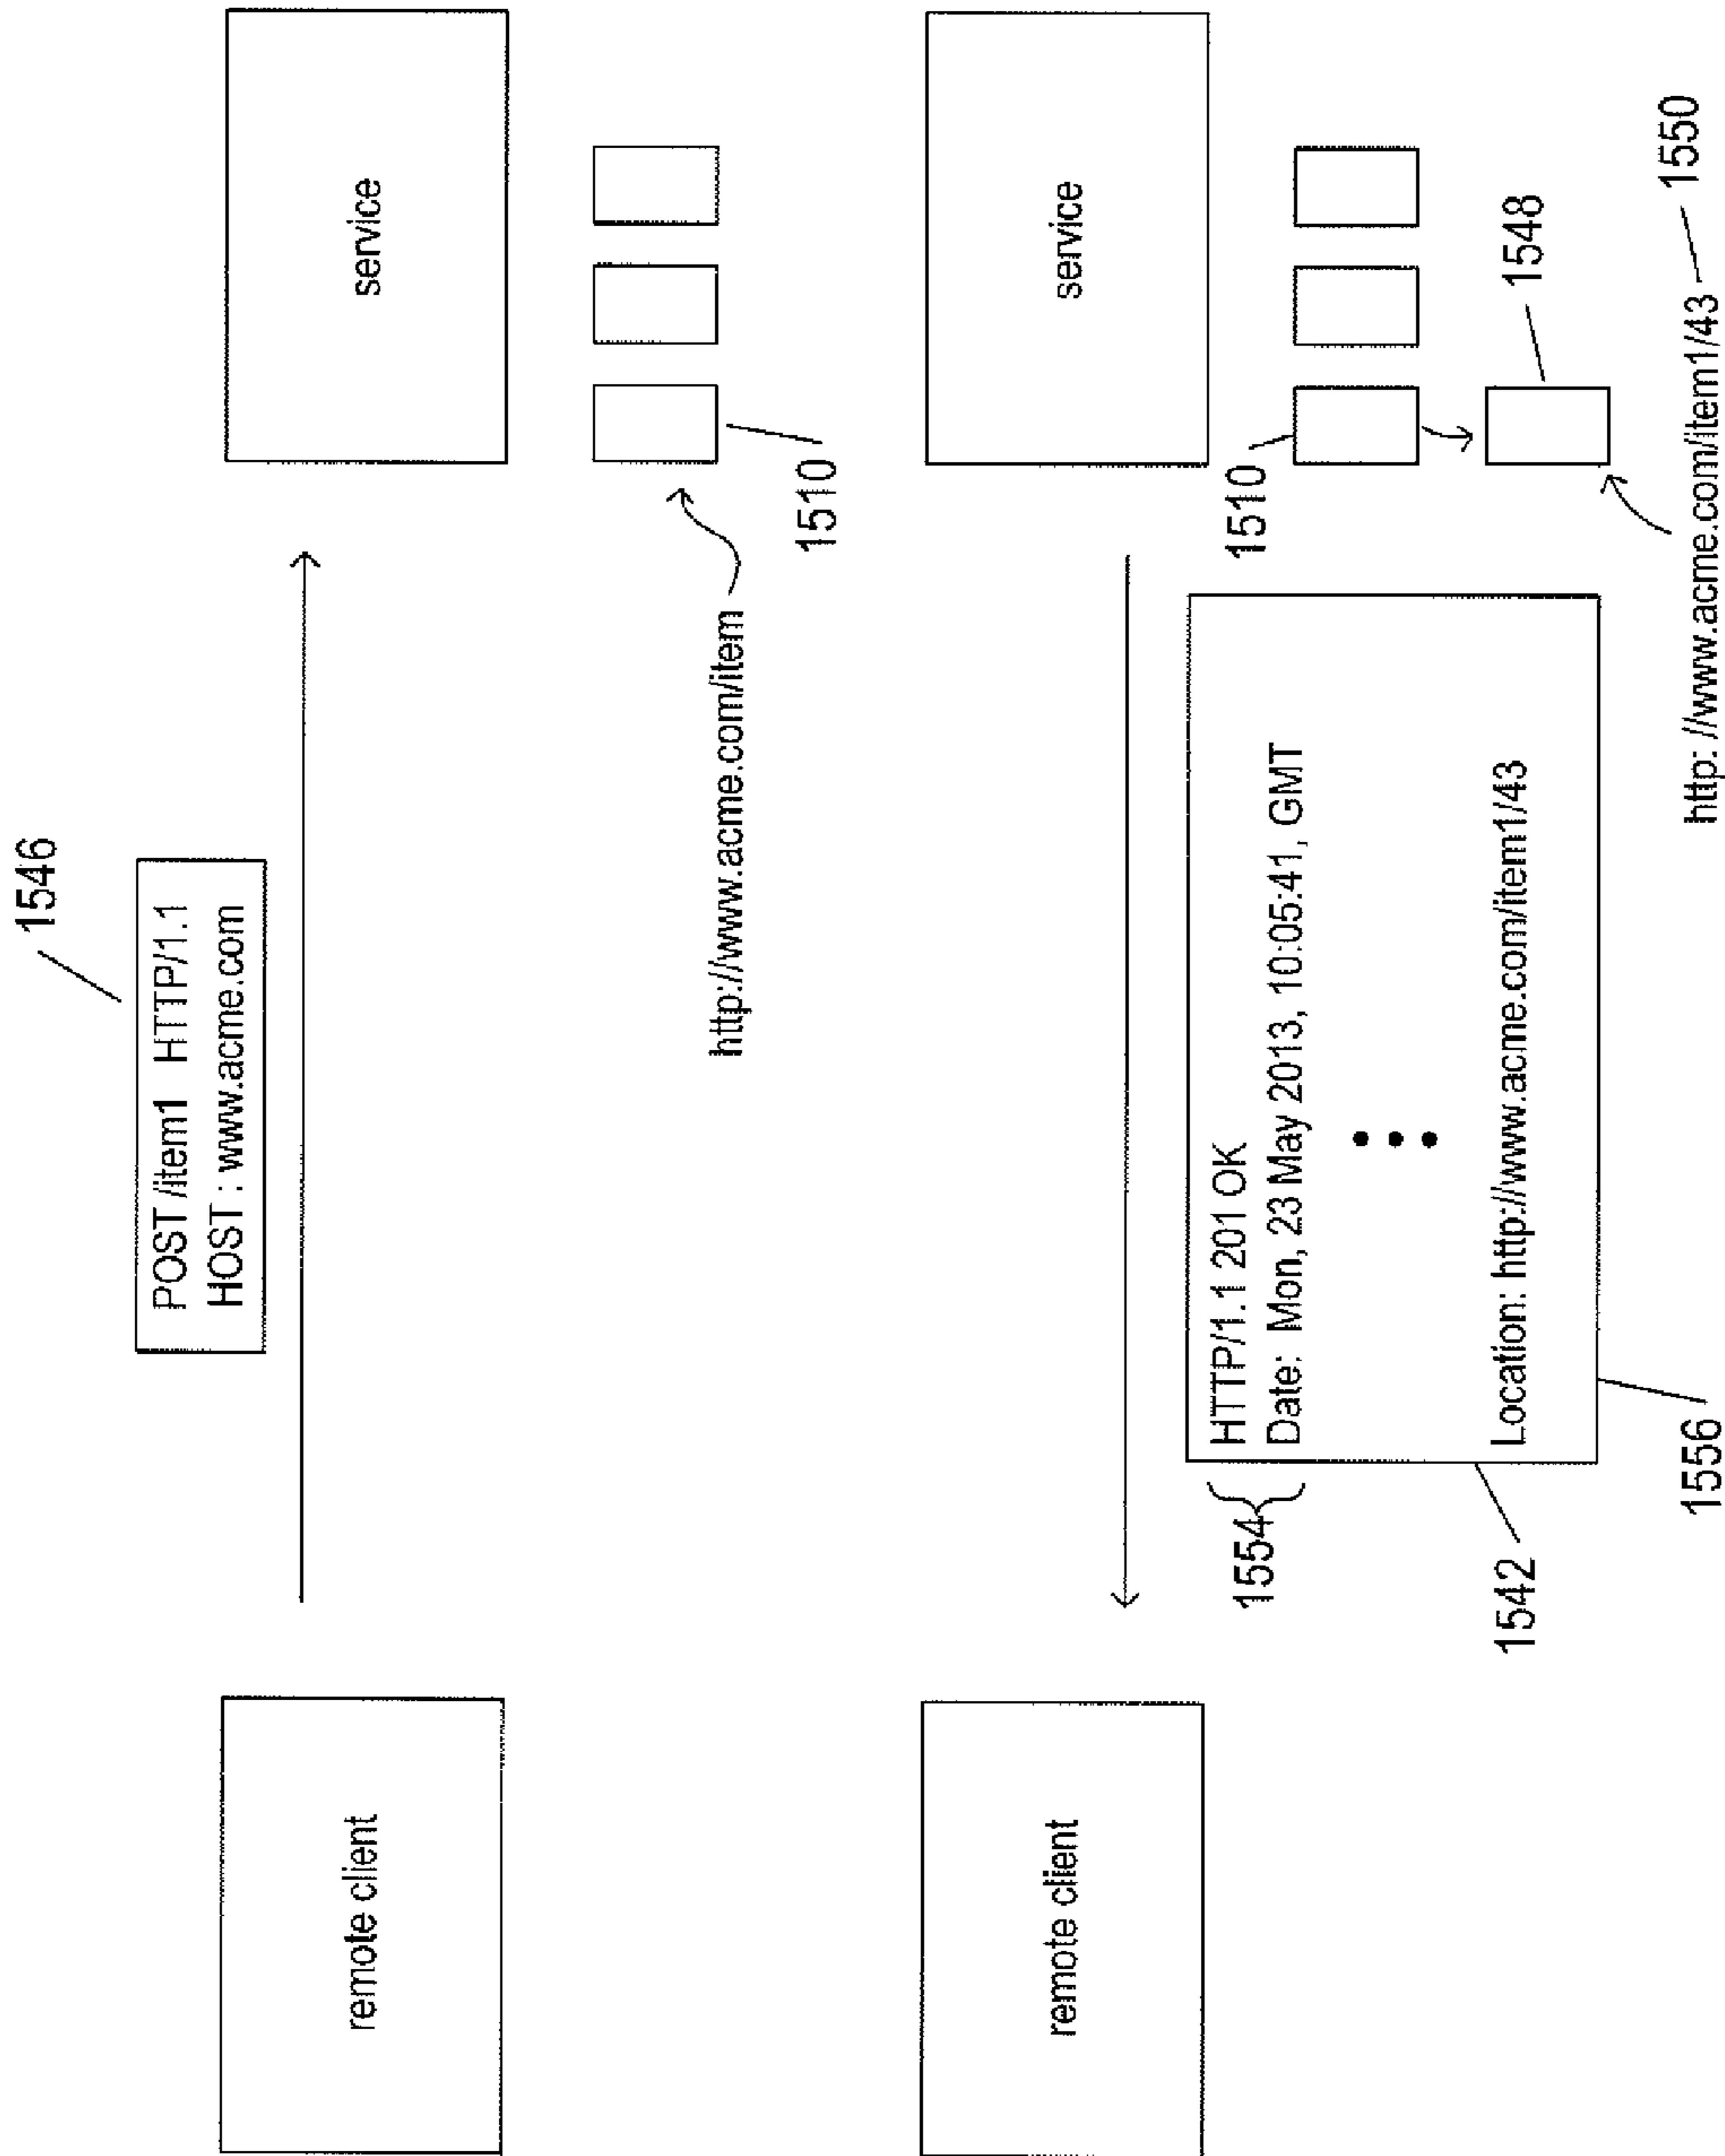 1546
POST /item1 HTTP/1.1
HOST : www.acme.com
remote client
service
http://www.acme.com/item
1510
remote client
service
1554
HTTP/1.1 201 OK
Date: Mon, 23 May 2013, 10:05:41, GMT
Location: http://www.acme.com/item1/43
1542
1556
1510
1548
http: //www.acme.com/item1/43
1550